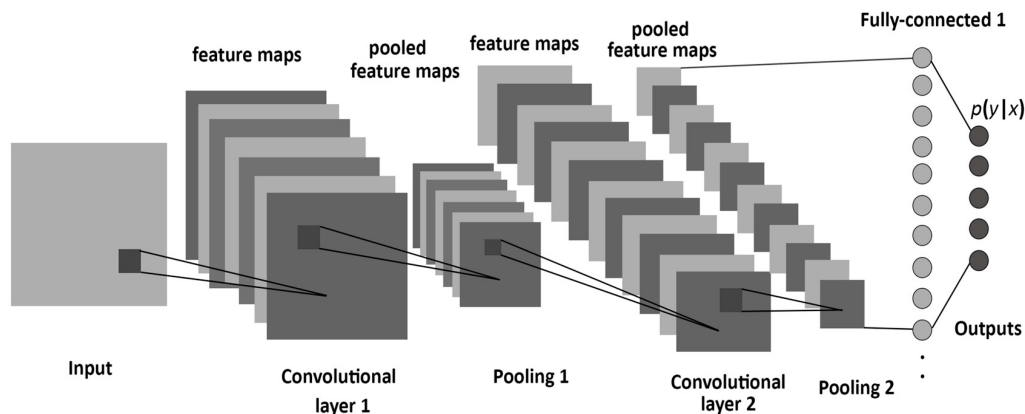 Fully-connected 1
feature maps
pooled
feature maps
feature maps
pooled
feature maps
p(y|x)
Outputs
Input
Convolutional
layer 1
Pooling 1
Convolutional
layer 2
Pooling 2